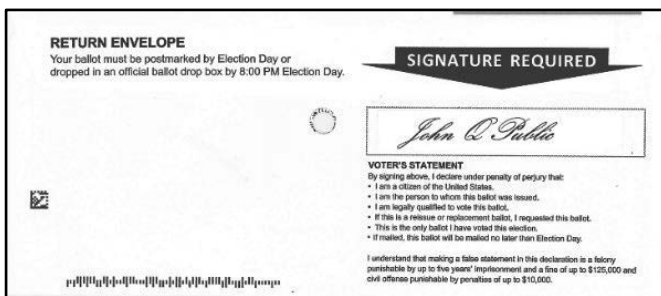 RETURN ENVELOPE
Your ballot must be postmarked by Election Day or
dropped in an official ballot drop box by 8:00 PM Election Day.
SIGNATURE REQUIRED
John Q Public
VOTER'S STATEMENT
By signing above, I declare under penalty of perjury that:
• I am a citizen of the United States.
• I am the person to whom this ballot was issued.
• I am legally qualified to vote this ballot.
• If this is a reissue or replacement ballot, I requested this ballot.
• This is the only ballot I have voted this election.
• If mailed, this ballot will be mailed no later than Election Day.
I understand that making a false statement in this declaration is a felony
punishable by up to five years' imprisonment and a fine of up to $125,000 and
civil offense punishable by penalties of up to $10,000.